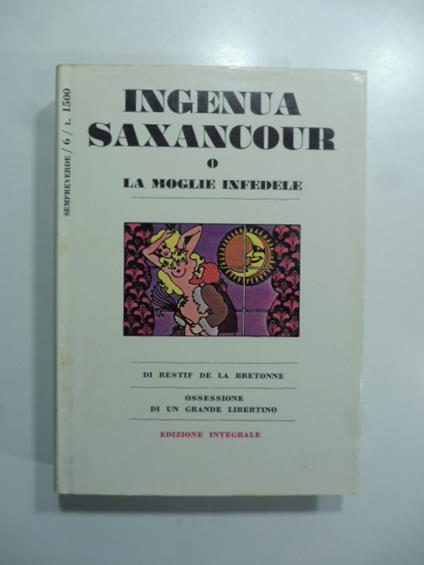 INGENUA
SAXANCOUR
O
LA MOGLIE INFEDELE
DI RESTIF DE LA BRETONNE
OSSESSIONE
DI UN GRANDE LIBERTINO
EDIZIONE INTEGRALE
SEMPREVERDE / 6 / L. 1500